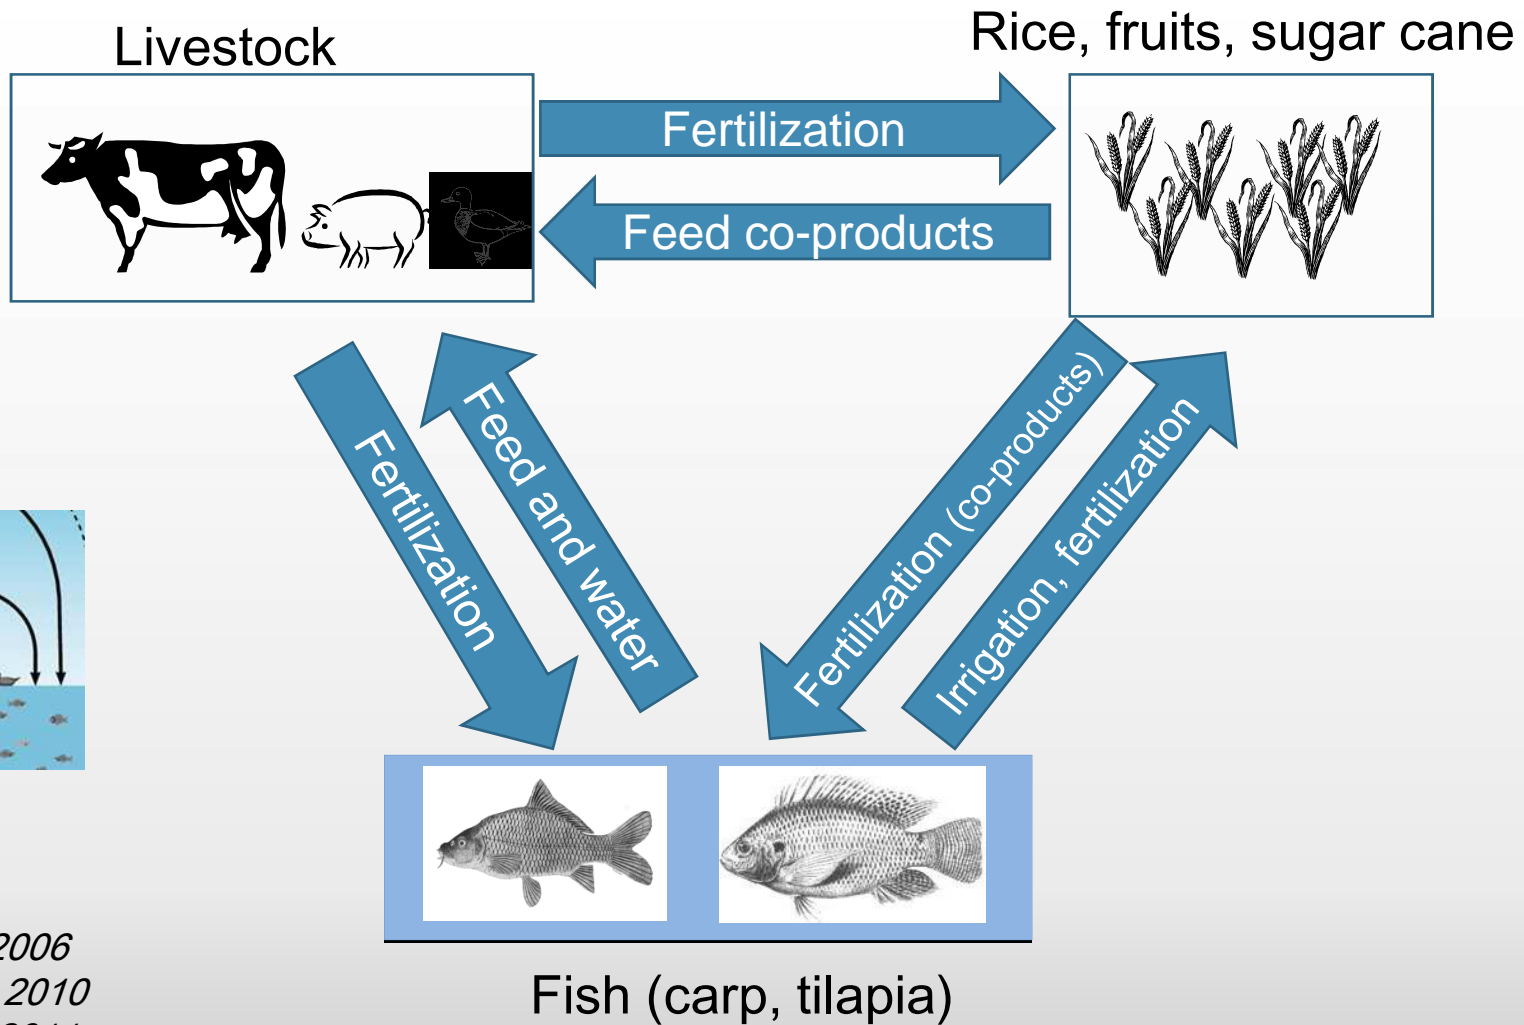 Livestock
Rice, fruits, sugar cane
Fertilization
Feed co-products
Fertilization
Feed and water
Fertilization (co-products)
Irrigation, fertilization
2006
2010
Fish (carp, tilapia)